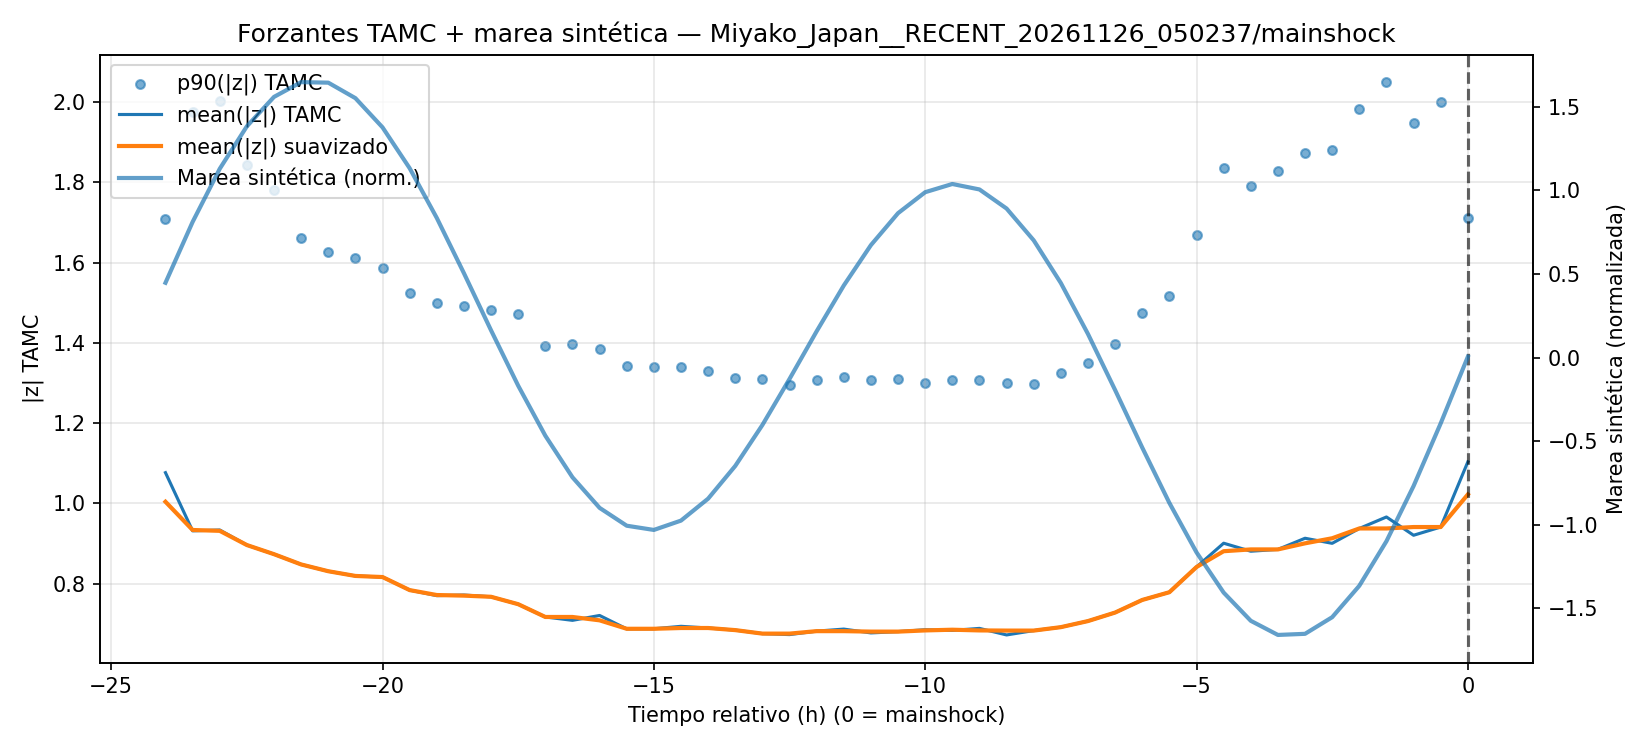 Forzantes TAMC + marea sintética — Miyako_Japan__RECENT_20261126_050237/mainshock
p90(|z|) TAMC
mean(|z|) TAMC
mean(|z|) suavizado
Marea sintética (norm.)
|z| TAMC
2.0
1.8
1.6
1.4
1.2
1.0
0.8
1.5
1.0
0.5
0.0
−0.5
−1.0
−1.5
Marea sintética (normalizada)
−25
−20
−15
−10
−5
0
Tiempo relativo (h) (0 = mainshock)